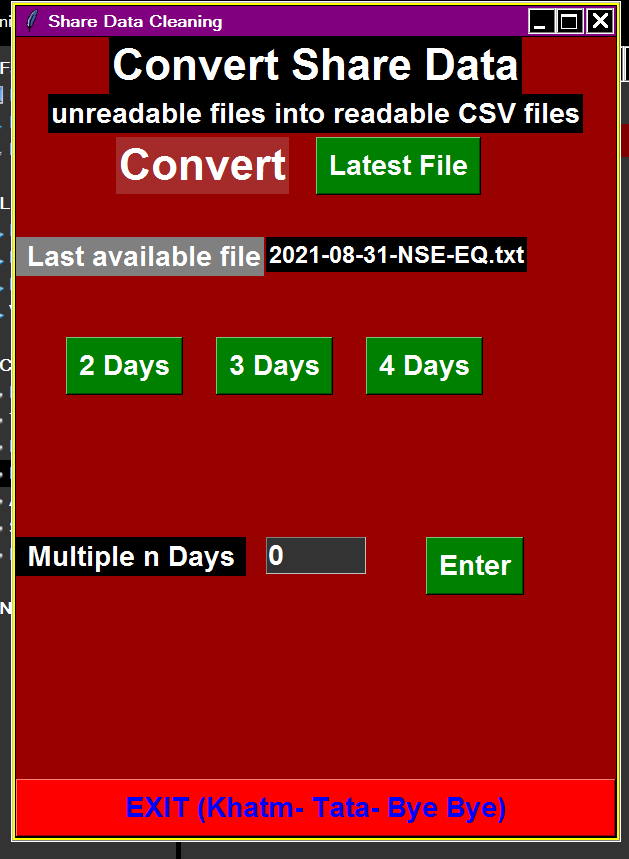 Share Data Cleaning
Convert Share Data
unreadable files into readable CSV files
Convert
Latest File
Last available file 2021-08-31-NSE-EQ.txt
2 Days 3 Days 4 Days
Multiple n Days 0 Enter
EXIT (Khatm- Tata- Bye Bye)